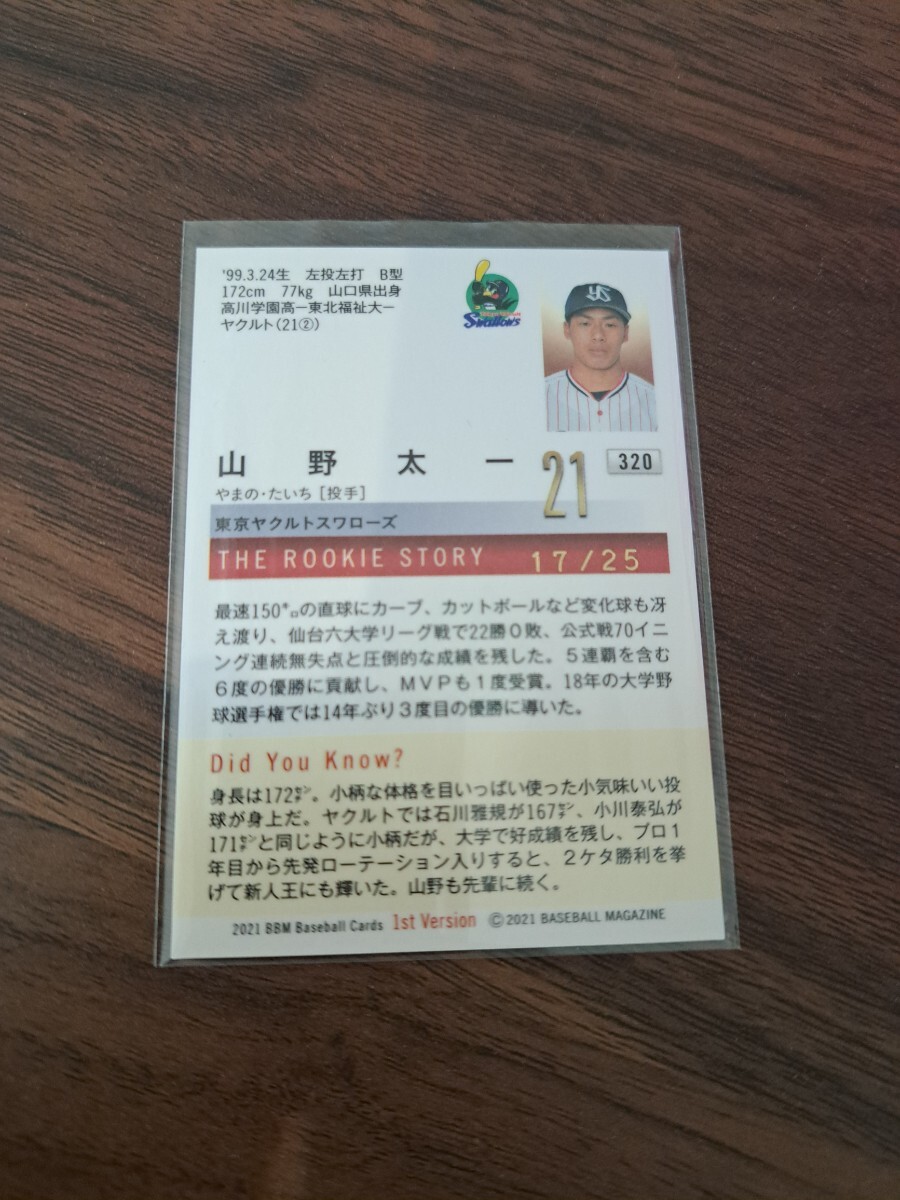 '99.3.24生 左投左打 B型
172cm 77kg 山口県出身
高川学園高ー東北福祉大ー
ヤクルト(21②)
Swallows
YS
山野太一 21 320
やまの・たいち[投手]
東京ヤクルトスワローズ
THE ROOKIE STORY 17/25
最速150㌔の直球にカーブ、カットボールなど変化球も冴
え渡り、仙台六大学リーグ戦で22勝0敗、公式戦70イニ
ング連続無失点と圧倒的な成績を残した。5連覇を含む
6度の優勝に貢献し、MVPも1度受賞。18年の大学野
球選手権では14年ぶり3度目の優勝に導いた。
Did You Know?
身長は172㌢。小柄な体格を目いっぱい使った小気味いい投
球が身上だ。ヤクルトでは石川雅規が167㌢、小川泰弘が
171㌢と同じように小柄だが、大学で好成績を残し、プロ1
年目から先発ローテーション入りすると、2ケタ勝利を挙
げて新人王にも輝いた。山野も先輩に続く。
2021 BBM Baseball Cards 1st Version ©2021 BASEBALL MAGAZINE